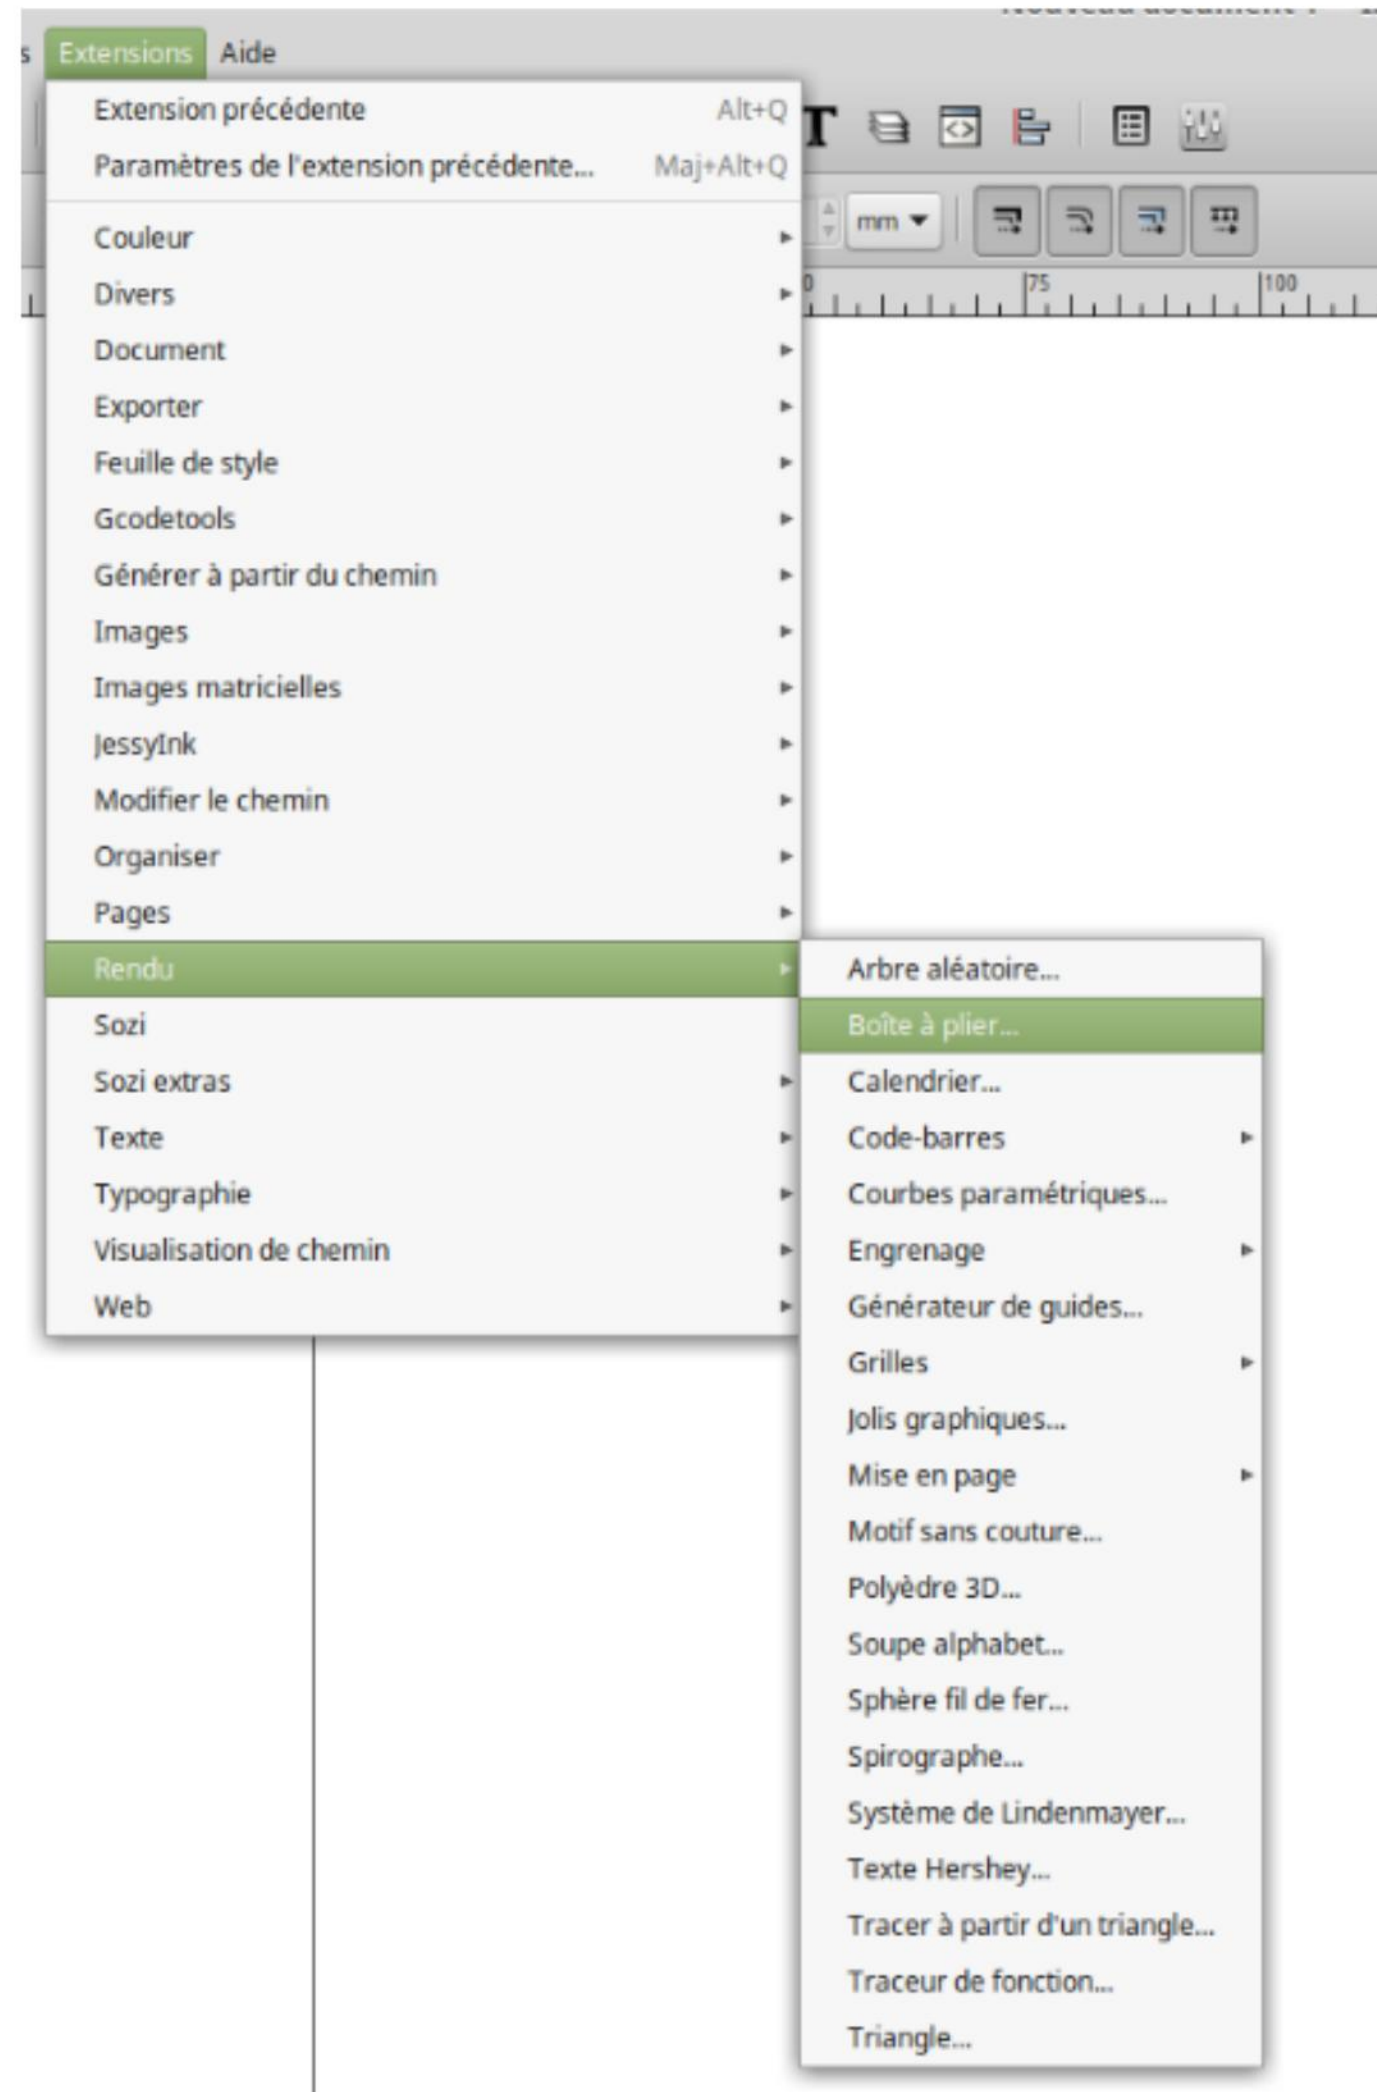 Nouveau document 1
s Extensions Aide
Extension précédente Alt+Q
Paramètres de l'extension précédente... Maj+Alt+Q
mm
75 100
Couleur
Divers
Document
Exporter
Feuille de style
Gcodetools
Générer à partir du chemin
Images
Images matricielles
JessyInk
Modifier le chemin
Organiser
Pages
Rendu
Sozi
Sozi extras
Texte
Typographie
Visualisation de chemin
Web
Arbre aléatoire...
Boîte à plier...
Calendrier...
Code-barres
Courbes paramétriques...
Engrenage
Générateur de guides...
Grilles
Jolis graphiques...
Mise en page
Motif sans couture...
Polyèdre 3D...
Soupe alphabet...
Sphère fil de fer...
Spirographe...
Système de Lindenmayer...
Texte Hershey...
Tracer à partir d'un triangle...
Traceur de fonction...
Triangle...